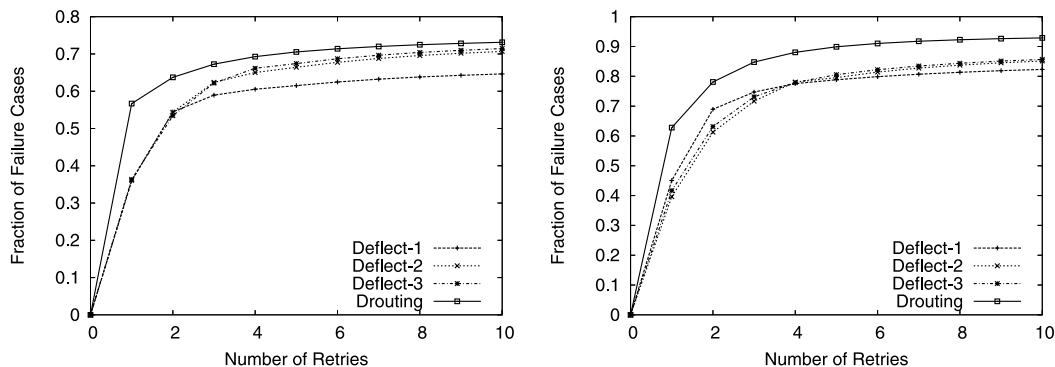 0.8
0.7
0.6
0.5
0.4
0.3
0.2
0.1
0
0 2 4 6 8 10
Fraction of Failure Cases
Number of Retries
Deflect-1
Deflect-2
Deflect-3
Drouting
1
0.9
0.8
0.7
0.6
0.5
0.4
0.3
0.2
0.1
0
0 2 4 6 8 10
Fraction of Failure Cases
Number of Retries
Deflect-1
Deflect-2
Deflect-3
Drouting